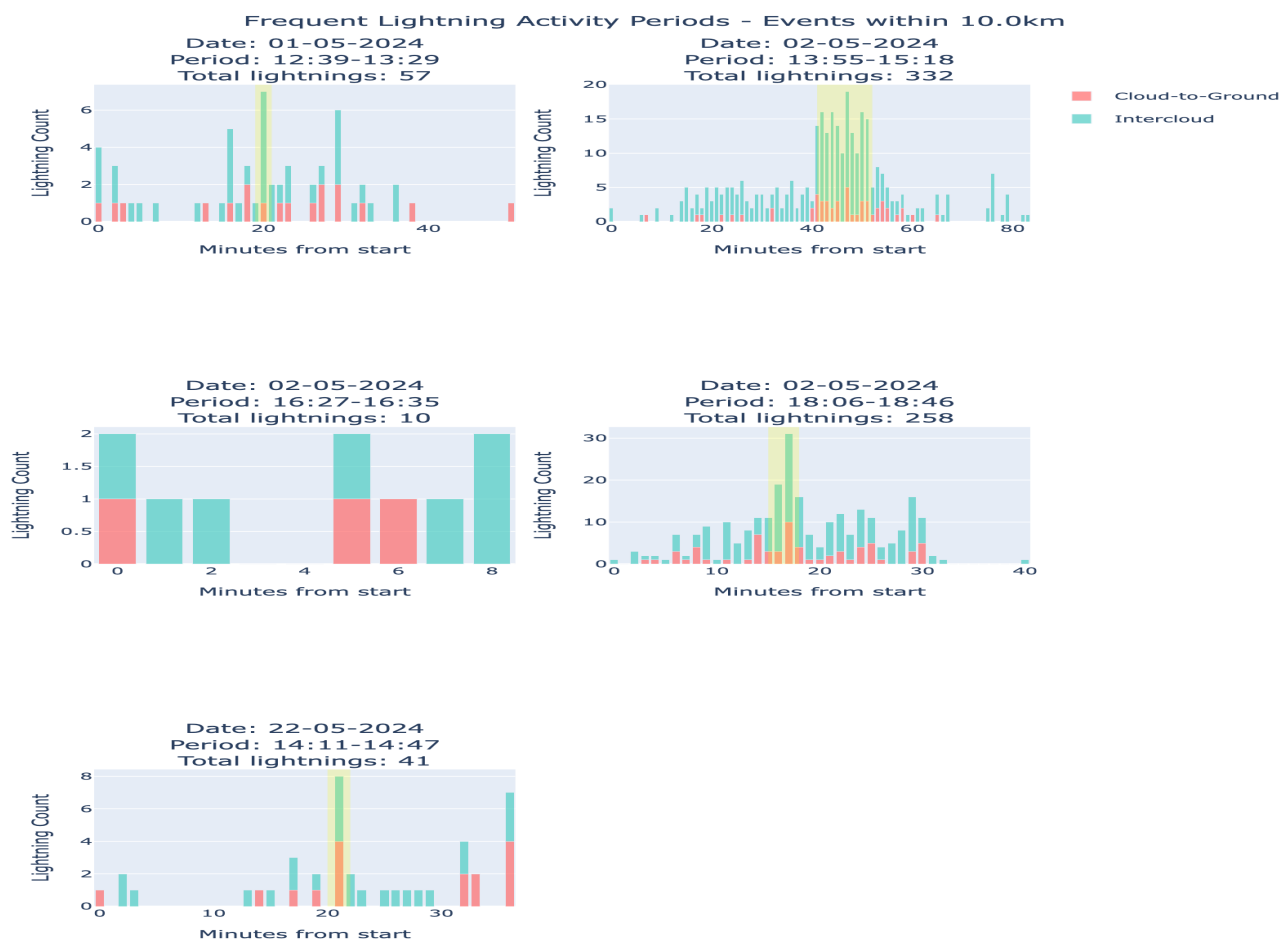 Frequent Lightning Activity Periods - Events within 10.0km
Date: 01-05-2024
Period: 12:39-13:29
Total lightnings: 57
Lightning Count
0
2
4
6
0
20
40
Minutes from start
Date: 02-05-2024
Period: 13:55-15:18
Total lightnings: 332
Lightning Count
0
5
10
15
20
20
40
60
80
Minutes from start
Cloud-to-Ground
Intercloud
Date: 02-05-2024
Period: 16:27-16:35
Total lightnings: 10
Lightning Count
0
0.5
1
1.5
2
0
2
4
6
8
Minutes from start
Date: 02-05-2024
Period: 18:06-18:46
Total lightnings: 258
Lightning Count
0
10
20
30
0
10
20
30
40
Minutes from start
Date: 22-05-2024
Period: 14:11-14:47
Total lightnings: 41
Lightning Count
0
2
4
6
8
0
10
20
30
Minutes from start